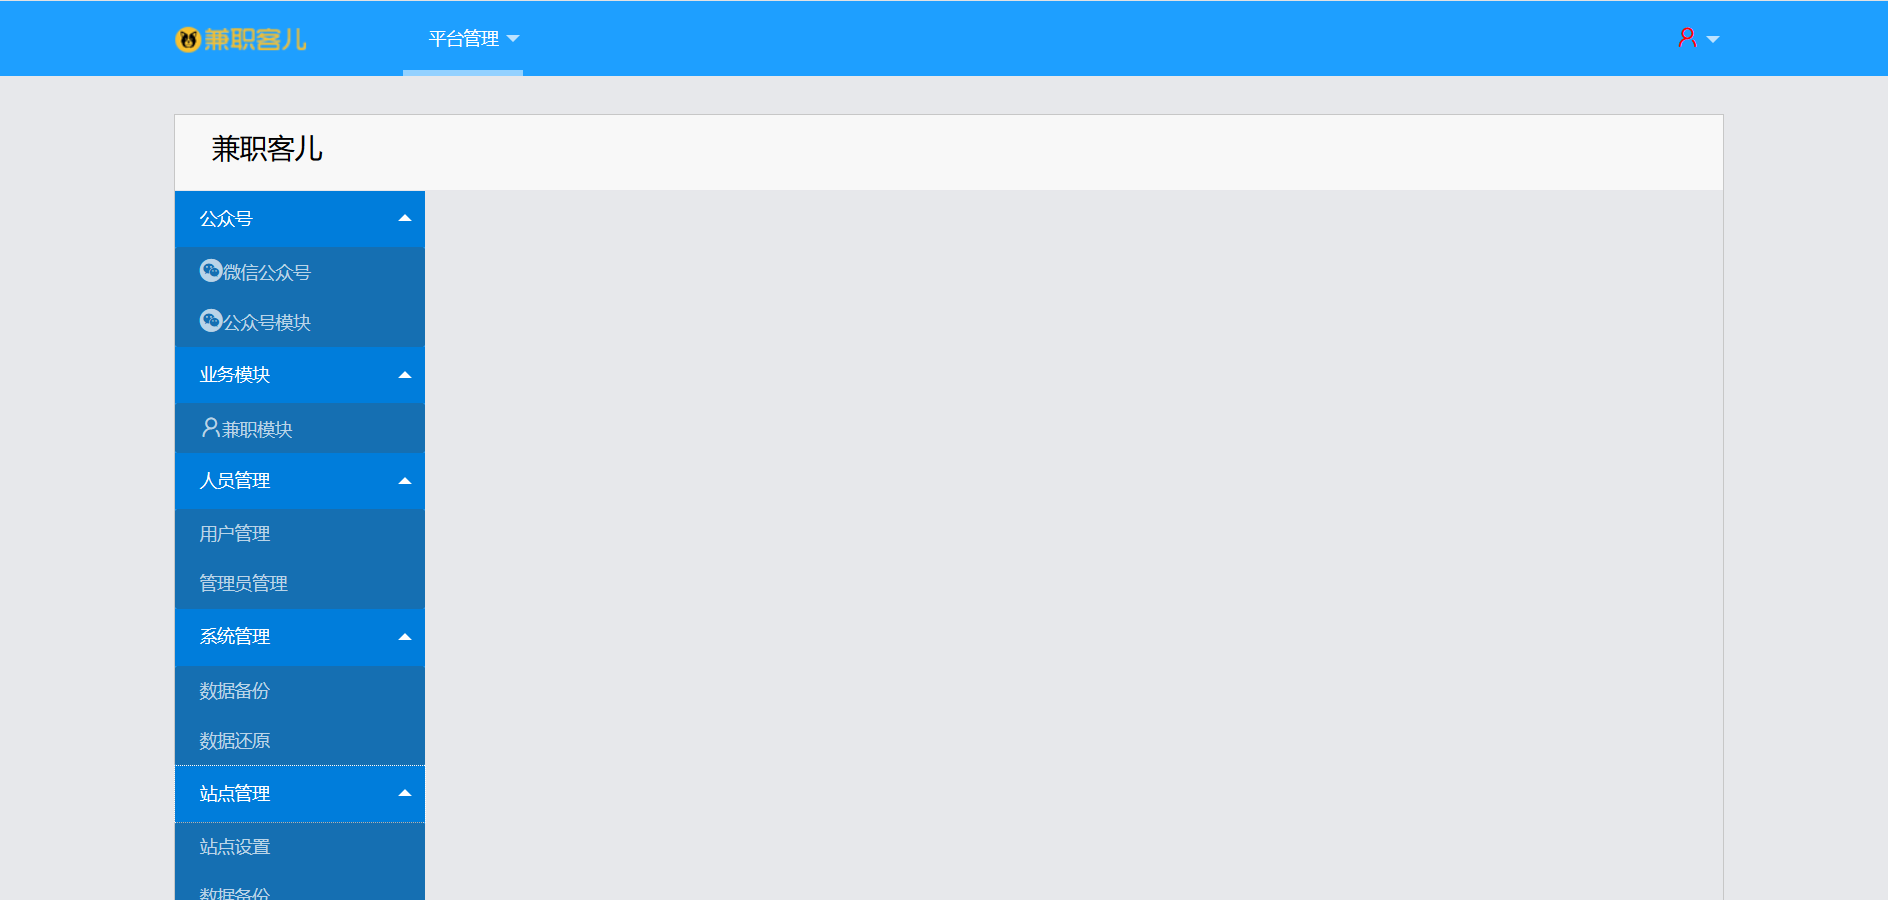 兼职客儿
平台管理
兼职客儿
公众号
微信公众号
公众号模块
业务模块
兼职模块
人员管理
用户管理
管理员管理
系统管理
数据备份
数据还原
站点管理
站点设置
数据备份